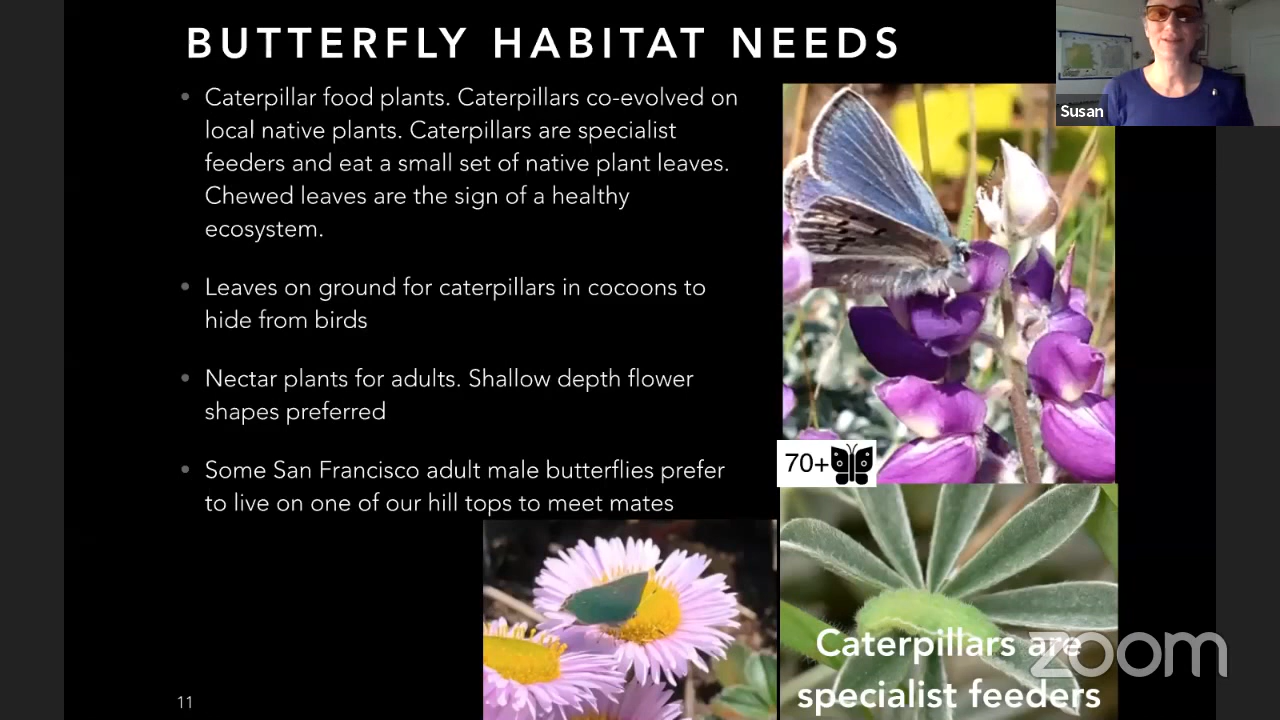 BUTTERFLY HABITAT NEEDS
Susan
• Caterpillar food plants. Caterpillars co-evolved on
local native plants. Caterpillars are specialist
feeders and eat a small set of native plant leaves.
Chewed leaves are the sign of a healthy
ecosystem.
• Leaves on ground for caterpillars in cocoons to
hide from birds
• Nectar plants for adults. Shallow depth flower
shapes preferred
• Some San Francisco adult male butterflies prefer
to live on one of our hill tops to meet mates
70+
Caterpillars are
specialist feeders
zoom
11